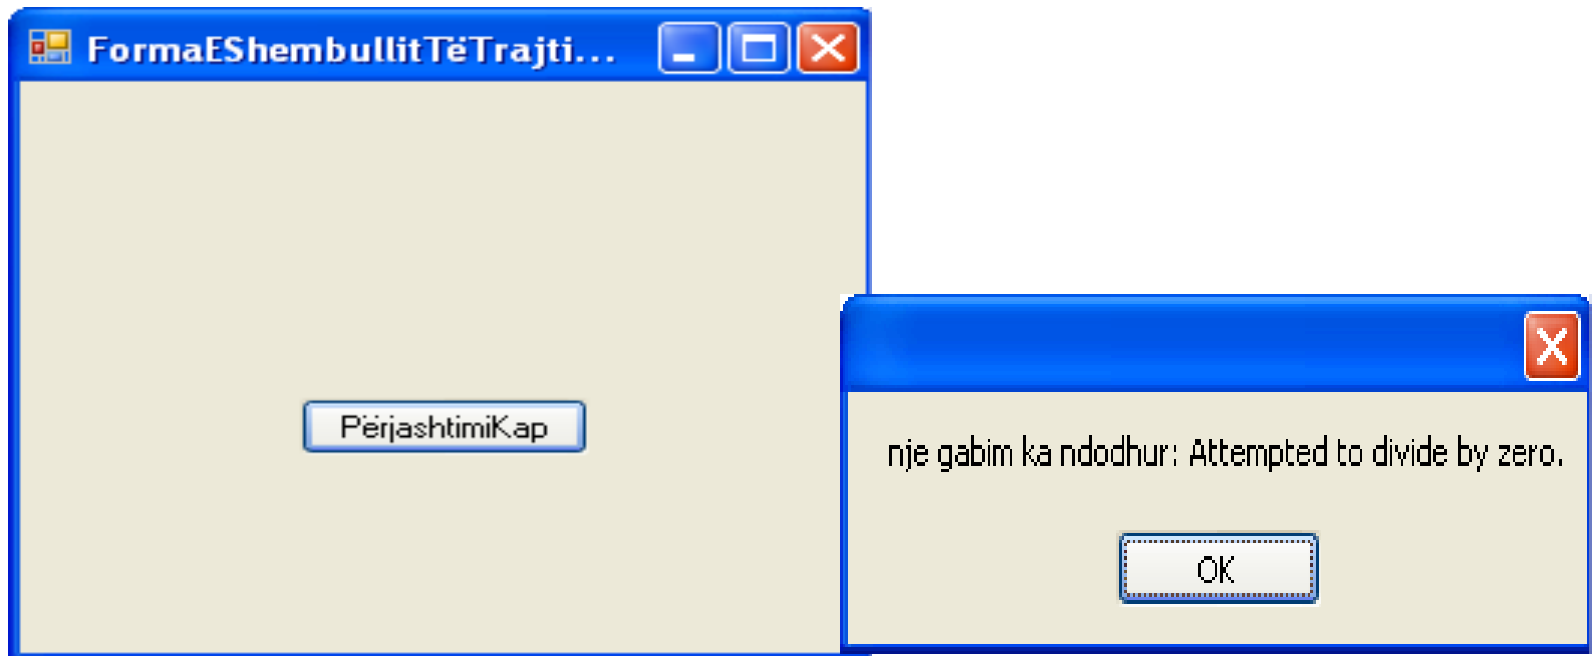 FormaEShembullitTëTrajti...
PërjashtimiKap
nje gabim ka ndodhur: Attempted to divide by zero.
OK